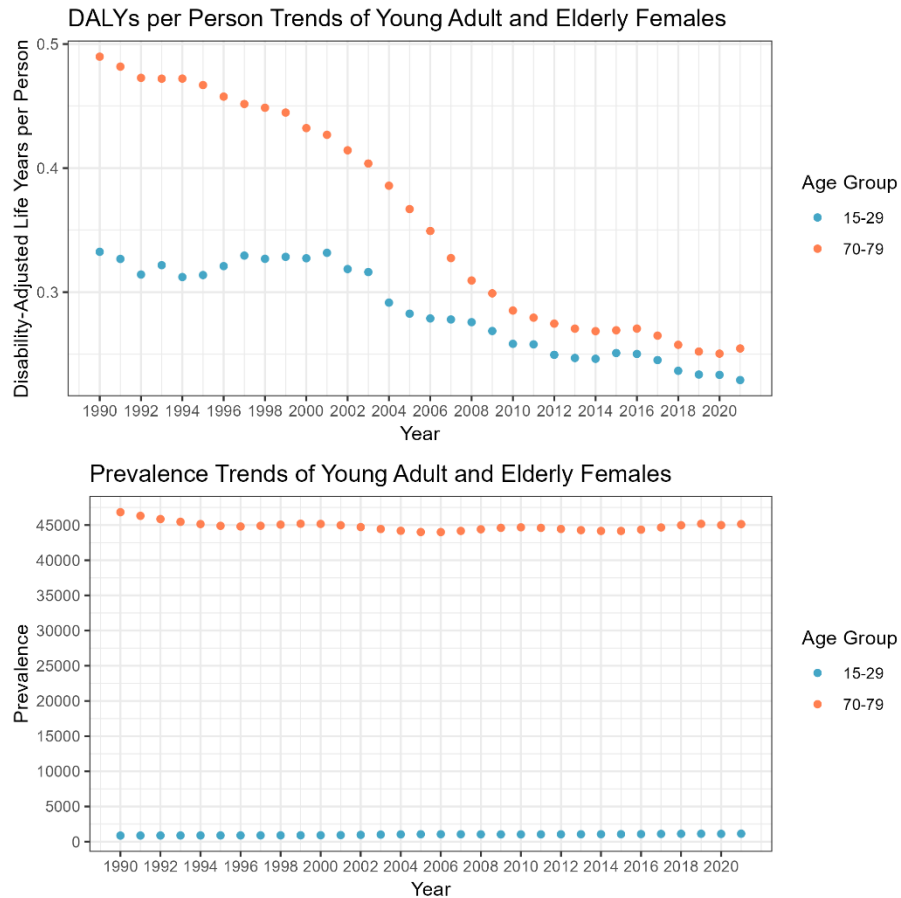 DALYs per Person Trends of Young Adult and Elderly Females
Disability-Adjusted Life Years per Person
0.5
0.4
0.3
1990 1992 1994 1996 1998 2000 2002 2004 2006 2008 2010 2012 2014 2016 2018 2020
Year
Age Group
15-29
70-79
Prevalence Trends of Young Adult and Elderly Females
Prevalence
45000
40000
35000
30000
25000
20000
15000
10000
5000
0
1990 1992 1994 1996 1998 2000 2002 2004 2006 2008 2010 2012 2014 2016 2018 2020
Year
Age Group
15-29
70-79